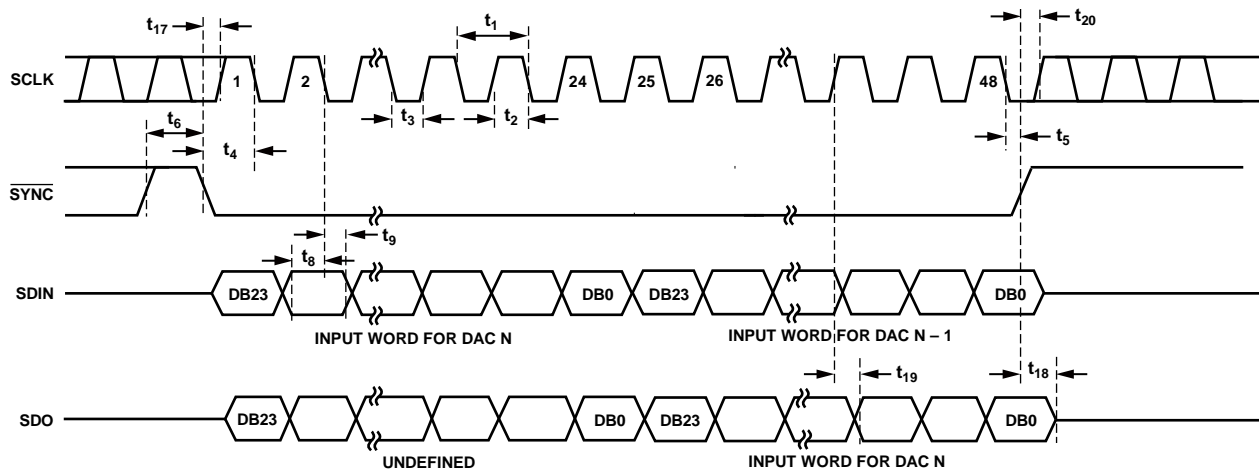 t17
t1
t20
SCLK
1
2
24
25
26
48
t6
t3
t2
t4
t5
SYNC
t9
t8
SDIN
DB23
DB0
DB23
DB0
INPUT WORD FOR DAC N
INPUT WORD FOR DAC N – 1
t19
t18
SDO
DB23
DB0
DB23
DB0
UNDEFINED
INPUT WORD FOR DAC N